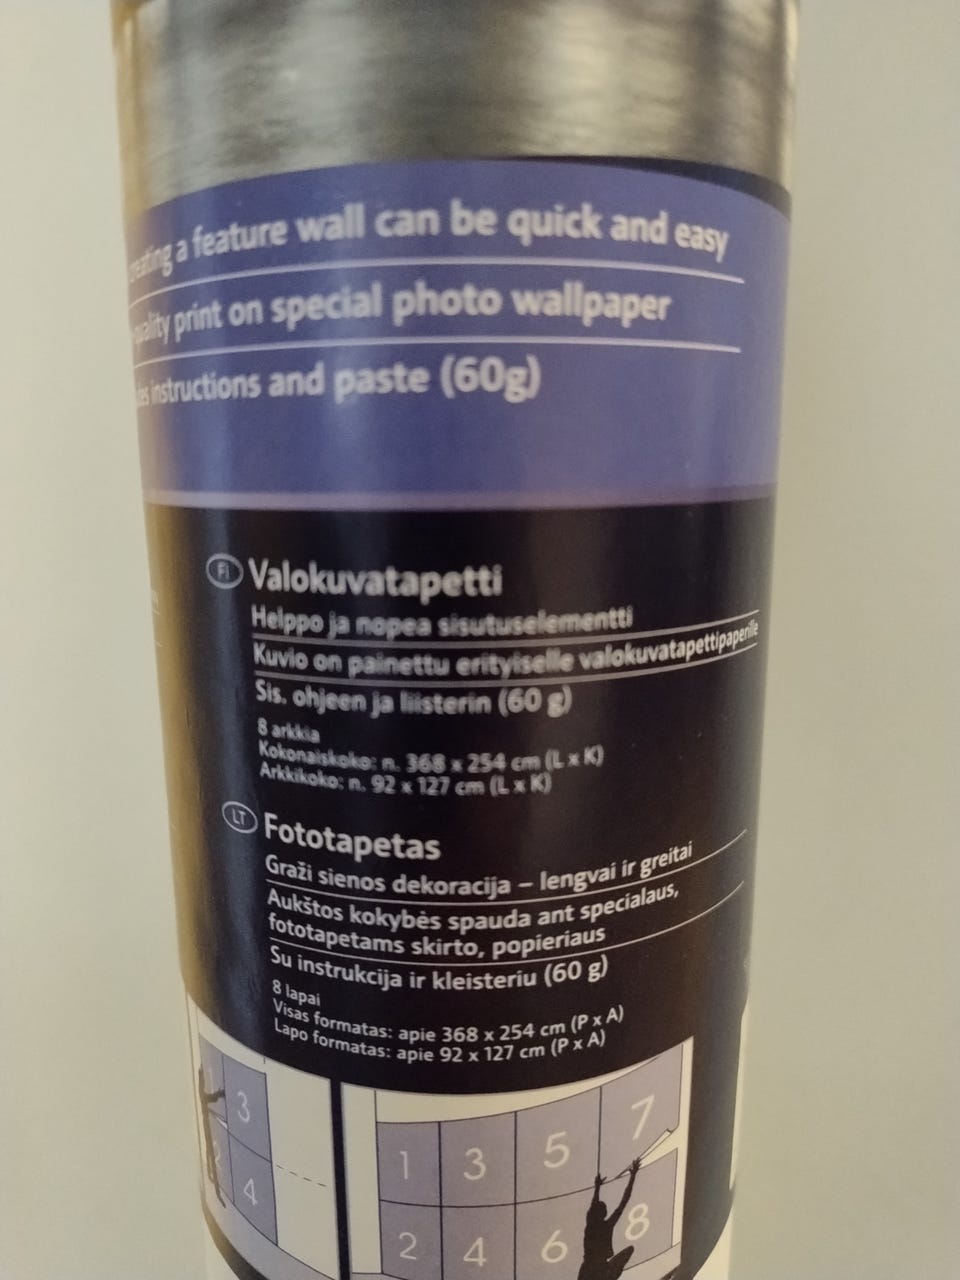 creating a feature wall can be quick and easy
quality print on special photo wallpaper
instructions and paste (60g)
FI Valokuvatapetti
Helppo ja nopea sisutuselementti
Kuvio on painettu erityiselle valokuvatapettipaperille
Sis. ohjeen ja liisterin (60 g)
8 arkkia
Kokonaiskoko: n. 368 x 254 cm (L x K)
Arkkikoko: n. 92 x 127 cm (L x K)
LT Fototapetas
Graži sienos dekoracija – lengvai ir greitai
Aukštos kokybės spauda ant specialaus,
fototapetams skirto, popieriaus
Su instrukcija ir kleisteriu (60 g)
8 lapai
Visas formatas: apie 368 x 254 cm (P x A)
Lapo formatas: apie 92 x 127 cm (P x A)
3
2 4
1 3 5 7
2 4 6 8